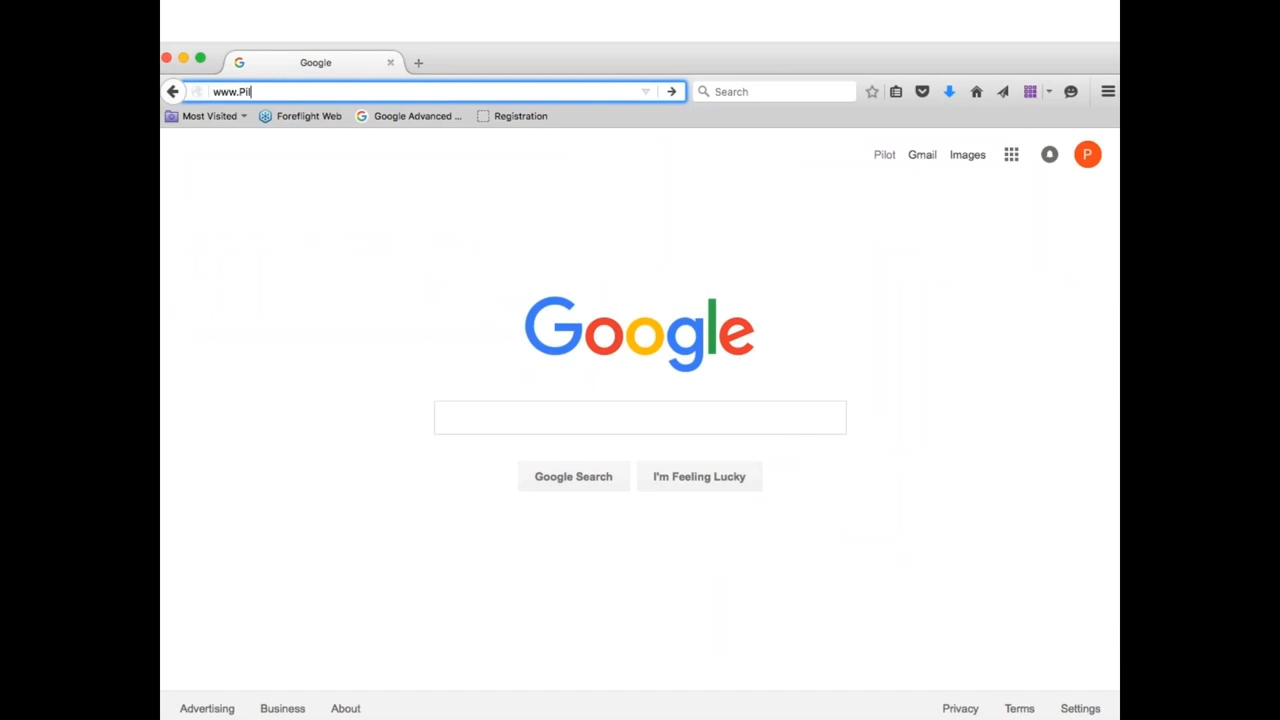 Google
www.Pil
Search
Most Visited
Foreflight Web
Google Advanced ...
Registration
Pilot
Gmail
Images
P
Google
Google Search
I'm Feeling Lucky
Advertising
Business
About
Privacy
Terms
Settings